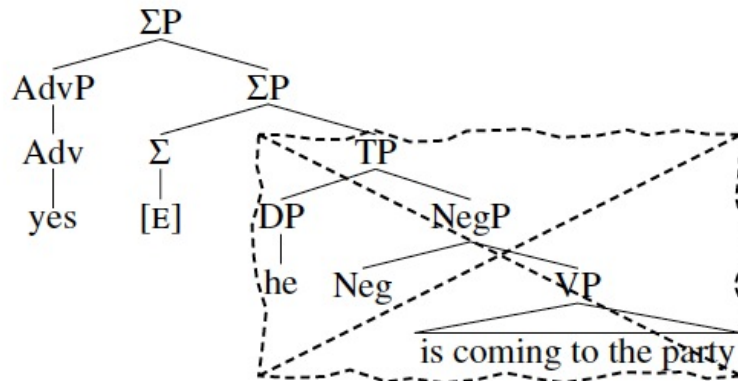 ΣP
AdvP ΣP
Adv Σ TP
yes [E] DP NegP
he Neg VP
is coming to the party